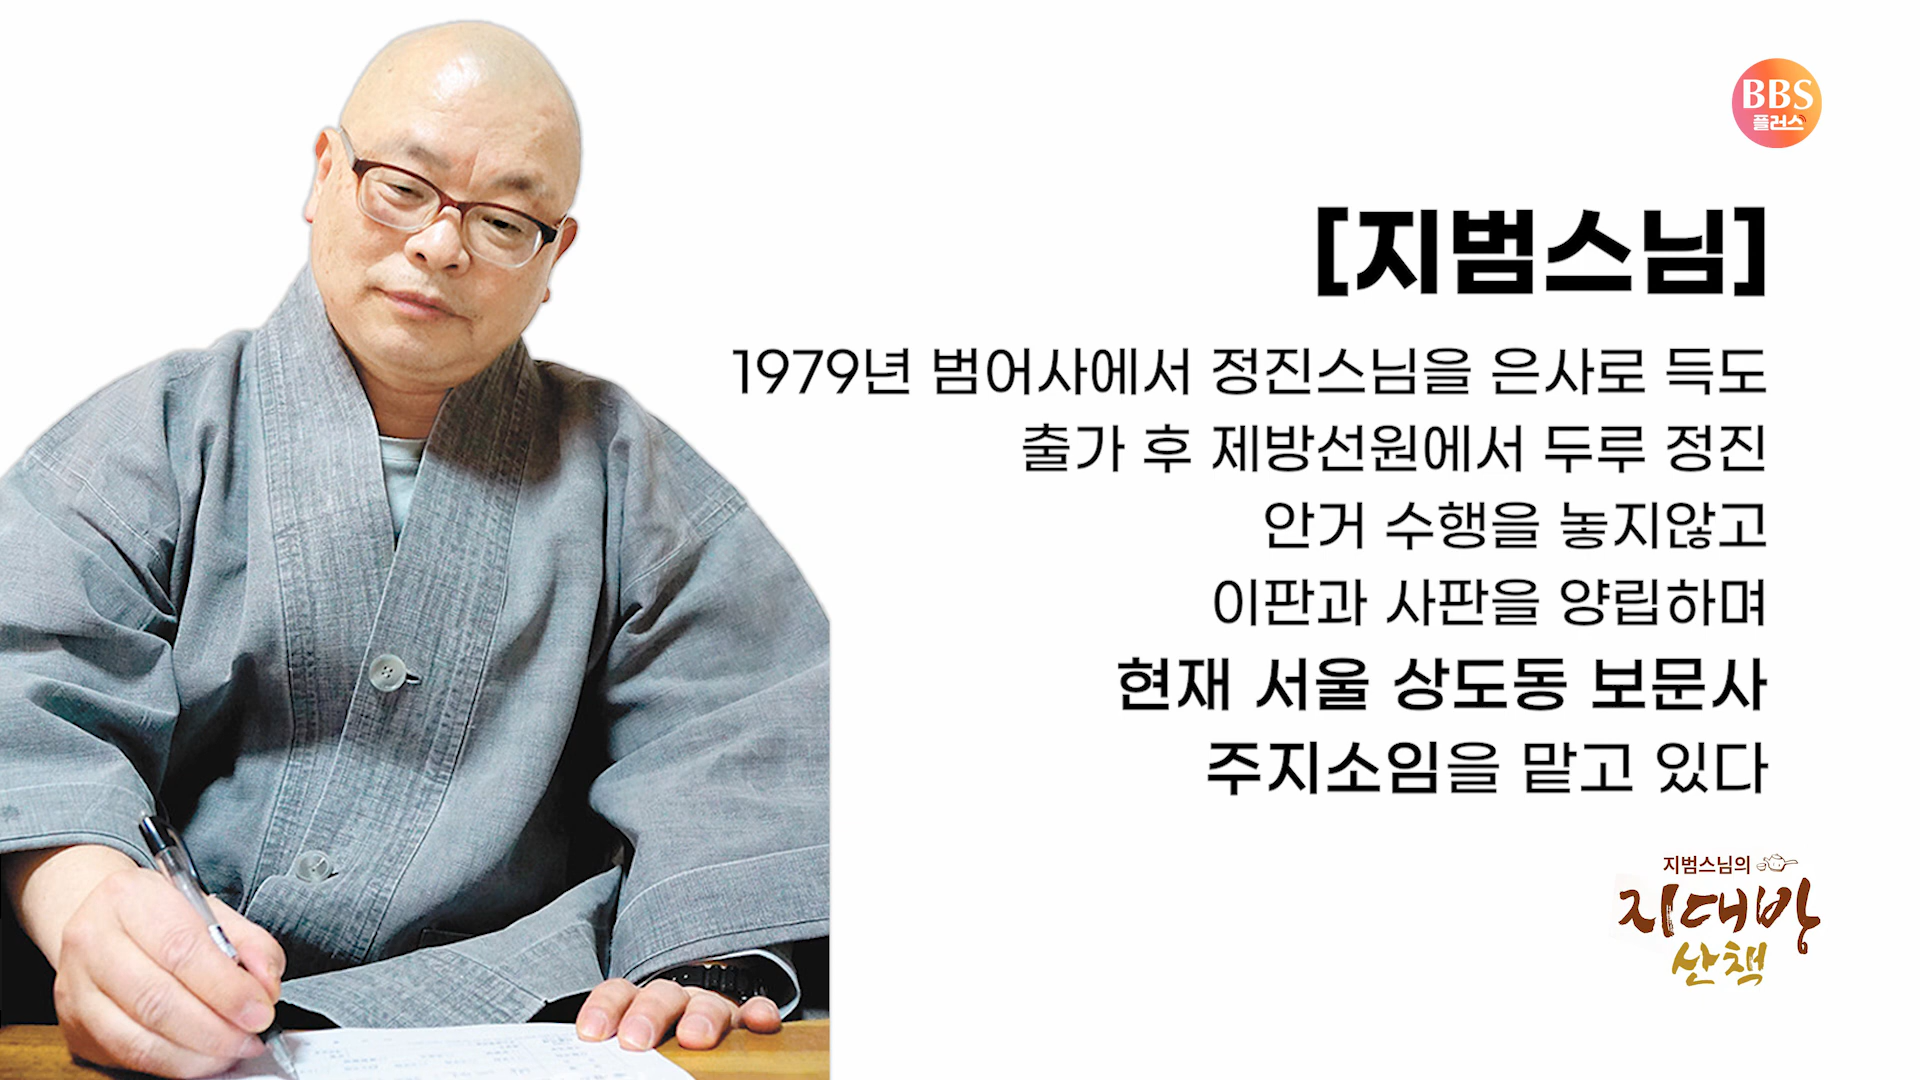 BBS
플러스
[지범스님]
1979년 범어사에서 정진스님을 은사로 득도
출가 후 제방선원에서 두루 정진
안거 수행을 놓지않고
이판과 사판을 양립하며
현재 서울 상도동 보문사
주지소임을 맡고 있다
지범스님의
지대방
산책